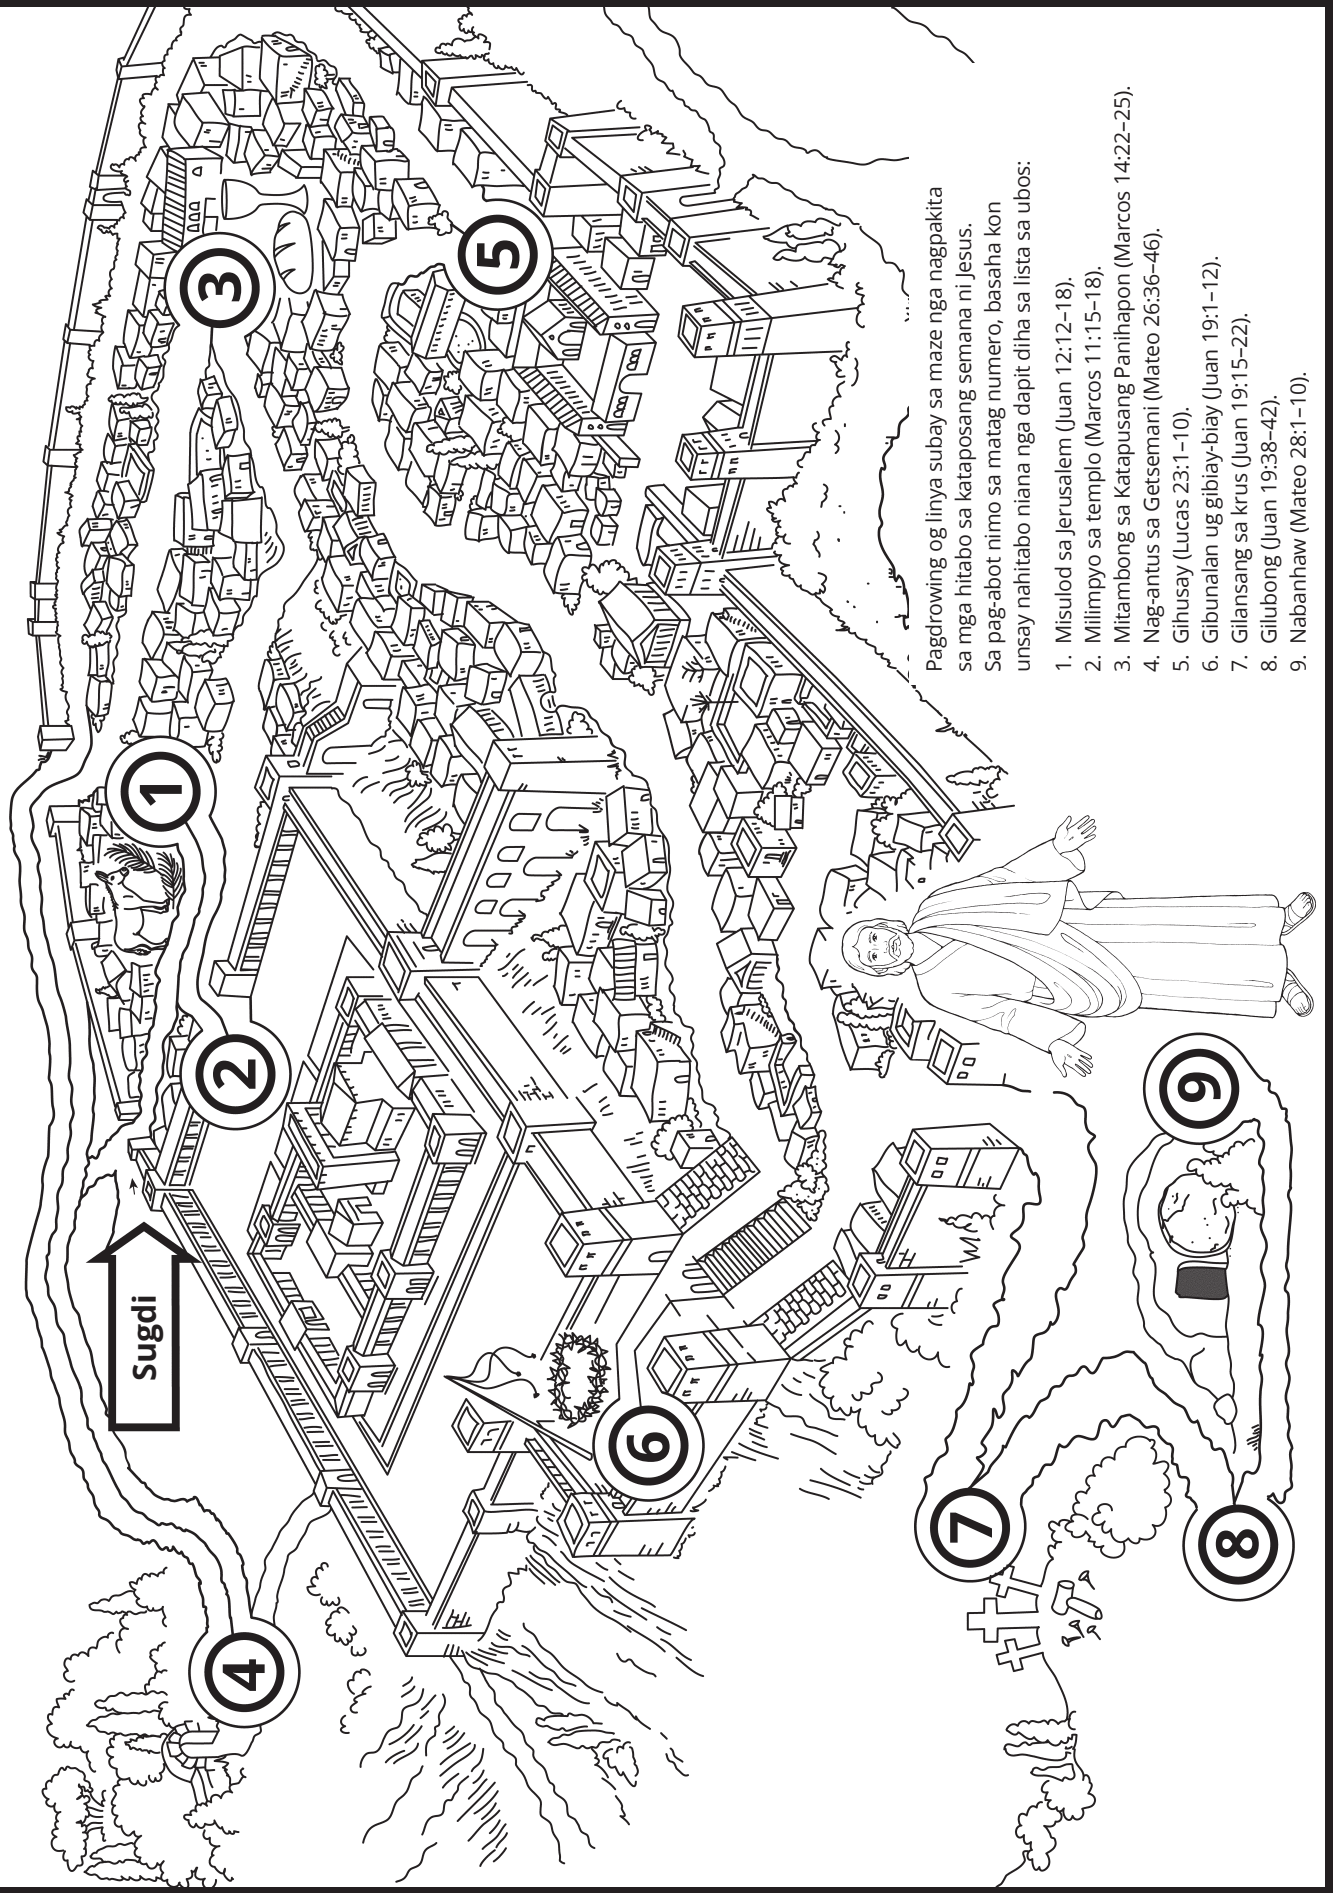 Sugdi
1
2
3
4
5
6
7
8
9
Pagdrowing og linya subay sa maze nga nagpakita
sa mga hitabo sa kataposang semana ni Jesus.
Sa pag-abot nimo sa matag numero, basaha kon
unsay nahitabo niana nga dapit diha sa lista sa ubos:
1. Misulod sa Jerusalem (Juan 12:12–18).
2. Milimpyo sa templo (Marcos 11:15–18).
3. Mitambong sa Katapusang Panihapon (Marcos 14:22–25).
4. Nag-antus sa Getsemani (Mateo 26:36–46).
5. Gihusay (Lucas 23:1–10).
6. Gibunalan ug gibiay-biay (Juan 19:1–12).
7. Gilansang sa krus (Juan 19:15–22).
8. Gilubong (Juan 19:38–42).
9. Nabanhaw (Mateo 28:1–10).